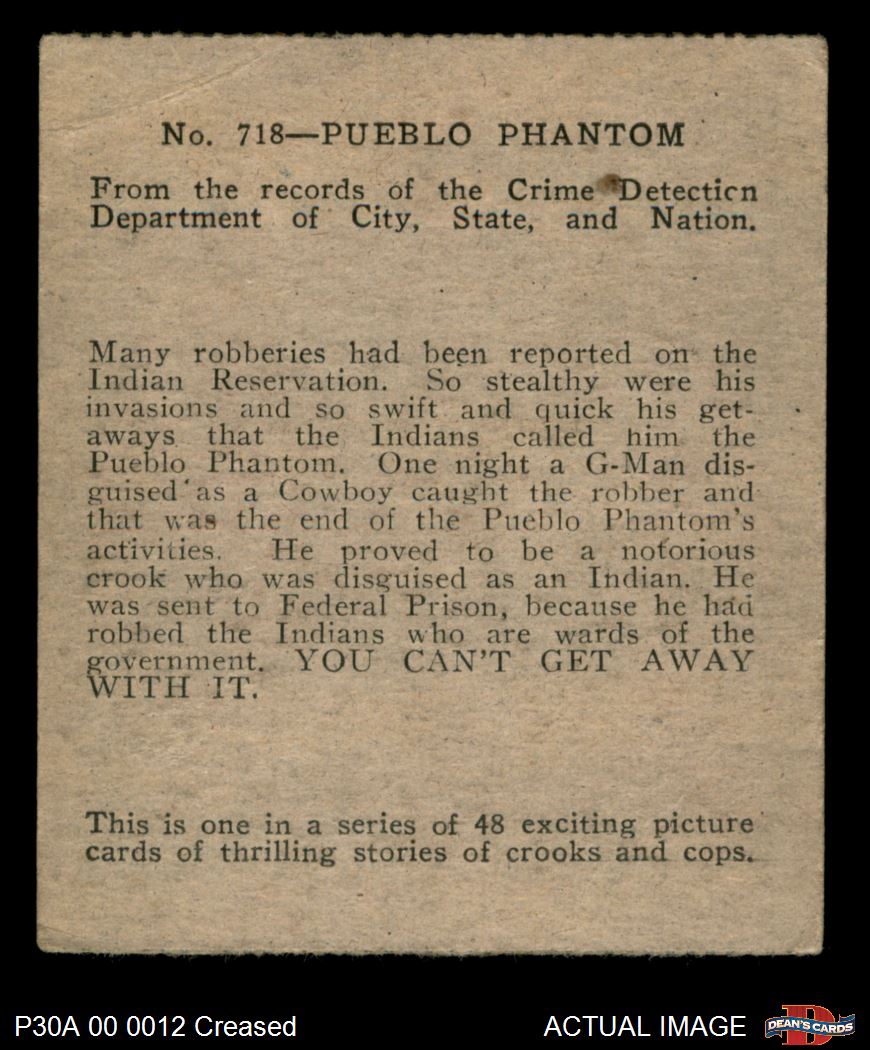 No. 718—PUEBLO PHANTOM
From the records of the Crime Detecticn
Department of City, State, and Nation.
Many robberies had been reported on the
Indian Reservation. So stealthy were his
invasions and so swift and quick his get-
aways that the Indians called him the
Pueblo Phantom. One night a G-Man dis-
guised as a Cowboy caught the robber and
that was the end of the Pueblo Phantom's
activities. He proved to be a notorious
crook who was disguised as an Indian. He
was sent to Federal Prison, because he had
robbed the Indians who are wards of the
government. YOU CAN'T GET AWAY
WITH IT.
This is one in a series of 48 exciting picture
cards of thrilling stories of crooks and cops.
P30A 00 0012 Creased
ACTUAL IMAGE
D
DEAN'S CARDS